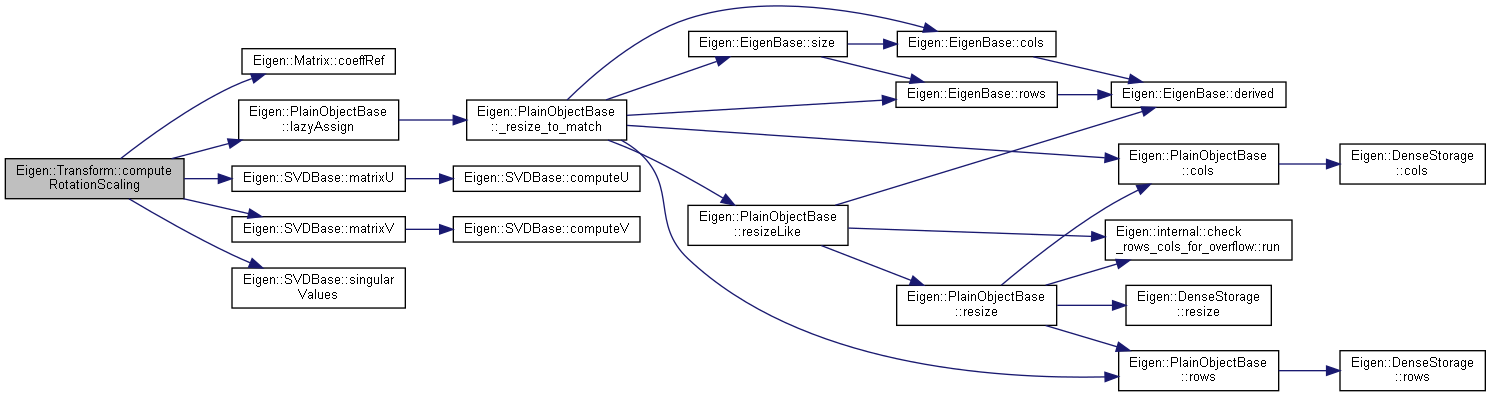 Eigen::Transform::compute
RotationScaling
Eigen::Matrix::coeffRef
Eigen::PlainObjectBase
::lazyAssign
Eigen::SVDBase::matrixU
Eigen::SVDBase::matrixV
Eigen::SVDBase::singular
Values
Eigen::PlainObjectBase
::_resize_to_match
Eigen::SVDBase::computeU
Eigen::SVDBase::computeV
Eigen::EigenBase::size
Eigen::PlainObjectBase
::resizeLike
Eigen::EigenBase::cols
Eigen::EigenBase::rows
Eigen::PlainObjectBase
::resize
Eigen::EigenBase::derived
Eigen::PlainObjectBase
::cols
Eigen::internal::check
_rows_cols_for_overflow::run
Eigen::DenseStorage
::resize
Eigen::PlainObjectBase
::rows
Eigen::DenseStorage
::cols
Eigen::DenseStorage
::rows